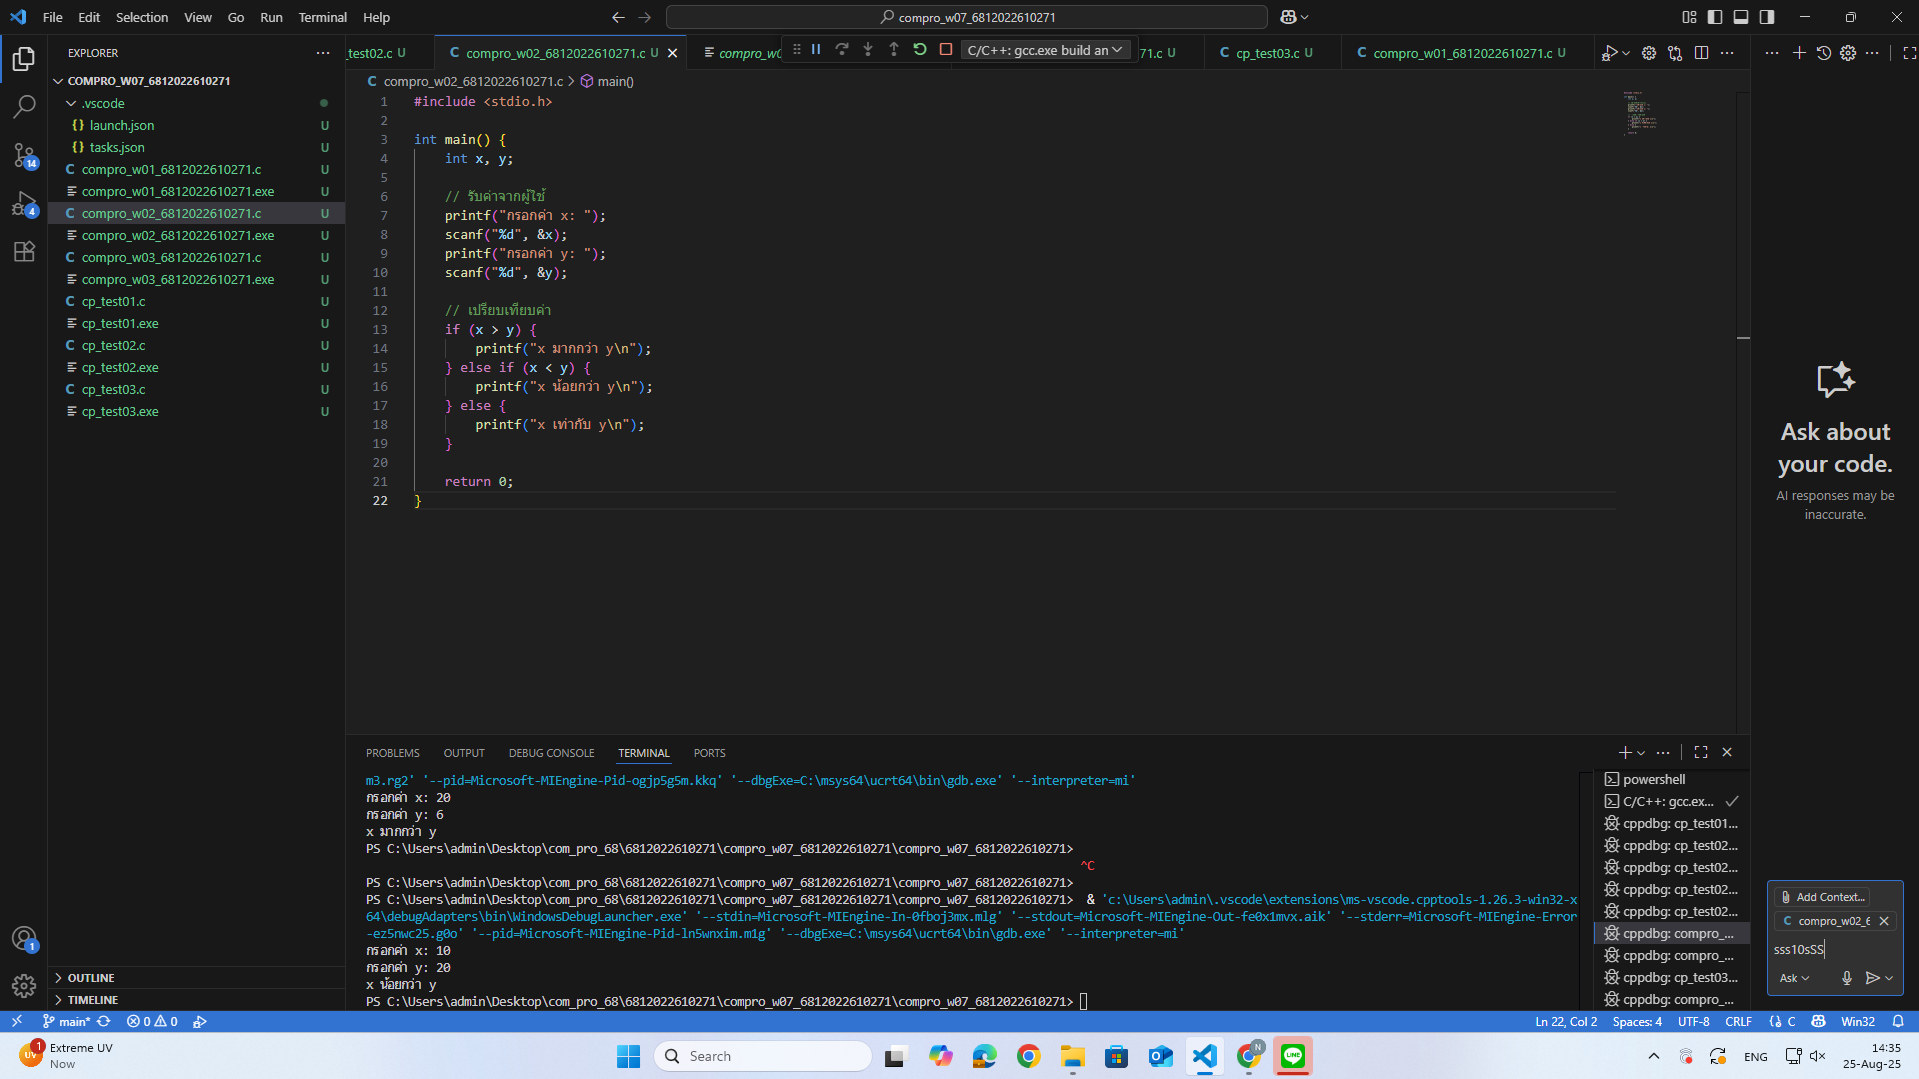 File Edit Selection View Go Run Terminal Help
compro_w07_6812022610271
EXPLORER
COMPRO_W07_6812022610271
.vscode
launch.json U
tasks.json U
compro_w01_6812022610271.c U
compro_w01_6812022610271.exe U
compro_w02_6812022610271.c U
compro_w02_6812022610271.exe U
compro_w03_6812022610271.c U
compro_w03_6812022610271.exe U
cp_test01.c U
cp_test01.exe U
cp_test02.c U
cp_test02.exe U
cp_test03.c U
cp_test03.exe U
14
4
1
OUTLINE
TIMELINE
_test02.c U
C compro_w02_6812022610271.c U
compro_w0
C/C++: gcc.exe build an
71.c U
C cp_test03.c U
C compro_w01_6812022610271.c U
C compro_w02_6812022610271.c > main()
1 #include <stdio.h>
2
3 int main() {
4 int x, y;
5
6 // รับค่าจากผู้ใช้
7 printf("กรอกค่า x: ");
8 scanf("%d", &x);
9 printf("กรอกค่า y: ");
10 scanf("%d", &y);
11
12 // เปรียบเทียบค่า
13 if (x > y) {
14 printf("x มากกว่า y\n");
15 } else if (x < y) {
16 printf("x น้อยกว่า y\n");
17 } else {
18 printf("x เท่ากับ y\n");
19 }
20
21 return 0;
22 }
PROBLEMS OUTPUT DEBUG CONSOLE TERMINAL PORTS
m3.rg2' '--pid=Microsoft-MIEngine-Pid-ogjp5g5m.kkq' '--dbgExe=C:\msys64\ucrt64\bin\gdb.exe' '--interpreter=mi'
กรอกค่า x: 20
กรอกค่า y: 6
x มากกว่า y
PS C:\Users\admin\Desktop\com_pro_68\6812022610271\compro_w07_6812022610271\compro_w07_6812022610271>
^C
PS C:\Users\admin\Desktop\com_pro_68\6812022610271\compro_w07_6812022610271\compro_w07_6812022610271>
PS C:\Users\admin\Desktop\com_pro_68\6812022610271\compro_w07_6812022610271\compro_w07_6812022610271> & 'c:\Users\admin\.vscode\extensions\ms-vscode.cpptools-1.26.3-win32-x
64\debugAdapters\bin\WindowsDebugLauncher.exe' '--stdin=Microsoft-MIEngine-In-0fboj3mx.mlg' '--stdout=Microsoft-MIEngine-Out-fe0x1mvx.aik' '--stderr=Microsoft-MIEngine-Error
-ez5nwc25.g0o' '--pid=Microsoft-MIEngine-Pid-ln5wnxim.m1g' '--dbgExe=C:\msys64\ucrt64\bin\gdb.exe' '--interpreter=mi'
กรอกค่า x: 10
กรอกค่า y: 20
x น้อยกว่า y
PS C:\Users\admin\Desktop\com_pro_68\6812022610271\compro_w07_6812022610271\compro_w07_6812022610271>
powershell
C/C++: gcc.ex...
cppdbg: cp_test01...
cppdbg: cp_test02...
cppdbg: cp_test02...
cppdbg: cp_test02...
cppdbg: cp_test02...
cppdbg: compro_...
cppdbg: compro_...
cppdbg: cp_test03...
cppdbg: compro_...
Ask about
your code.
AI responses may be
inaccurate.
Add Context...
C compro_w02_6
sss10sSS
Ask
main* 0 0
Ln 22, Col 2 Spaces: 4 UTF-8 CRLF {} C Win32
1
UV
Extreme UV
Now
Search
N
LINE
ENG
14:35
25-Aug-25